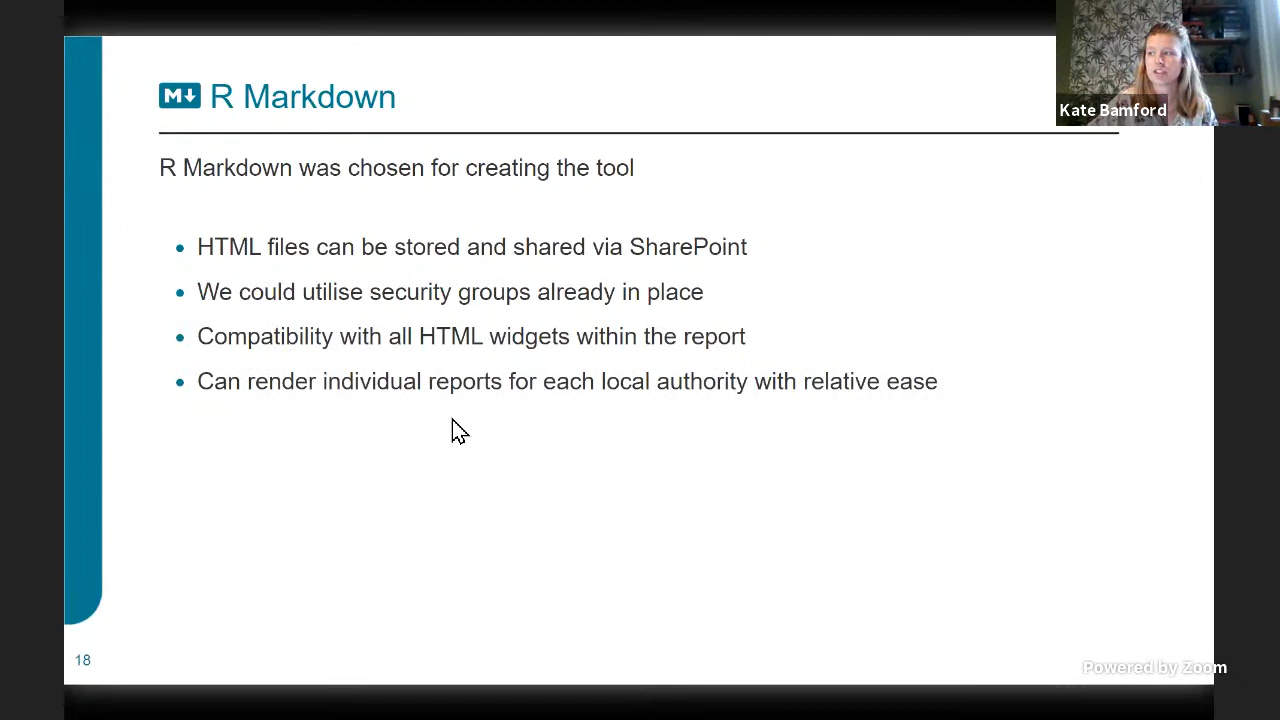 M↓ R Markdown
Kate Bamford
R Markdown was chosen for creating the tool
HTML files can be stored and shared via SharePoint
We could utilise security groups already in place
Compatibility with all HTML widgets within the report
Can render individual reports for each local authority with relative ease
18
Powered by Zoom